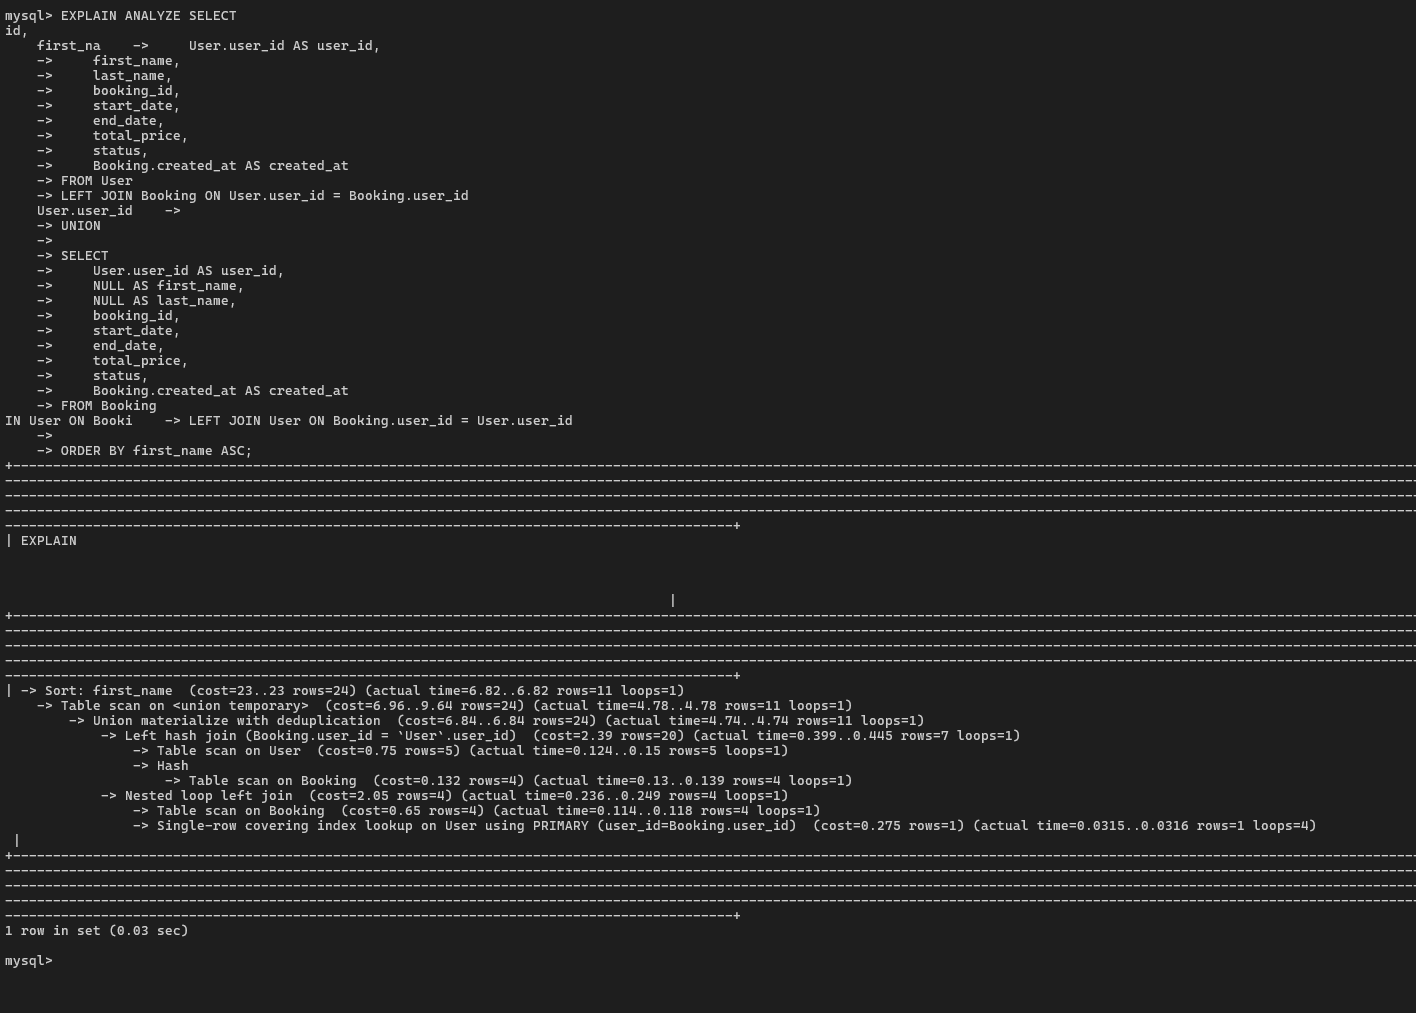 mysql> EXPLAIN ANALYZE SELECT
id,
    first_na    ->     User.user_id AS user_id,
    ->     first_name,
    ->     last_name,
    ->     booking_id,
    ->     start_date,
    ->     end_date,
    ->     total_price,
    ->     status,
    ->     Booking.created_at AS created_at
    -> FROM User
    -> LEFT JOIN Booking ON User.user_id = Booking.user_id
    User.user_id    ->
    -> UNION
    ->
    -> SELECT
    ->     User.user_id AS user_id,
    ->     NULL AS first_name,
    ->     NULL AS last_name,
    ->     booking_id,
    ->     start_date,
    ->     end_date,
    ->     total_price,
    ->     status,
    ->     Booking.created_at AS created_at
    -> FROM Booking
IN User ON Booki    -> LEFT JOIN User ON Booking.user_id = User.user_id
    ->
    -> ORDER BY first_name ASC;
| EXPLAIN
|
| -> Sort: first_name  (cost=23..23 rows=24) (actual time=6.82..6.82 rows=11 loops=1)
    -> Table scan on <union temporary>  (cost=6.96..9.64 rows=24) (actual time=4.78..4.78 rows=11 loops=1)
        -> Union materialize with deduplication  (cost=6.84..6.84 rows=24) (actual time=4.74..4.74 rows=11 loops=1)
            -> Left hash join (Booking.user_id = `User`.user_id)  (cost=2.39 rows=20) (actual time=0.399..0.445 rows=7 loops=1)
                -> Table scan on User  (cost=0.75 rows=5) (actual time=0.124..0.15 rows=5 loops=1)
                -> Hash
                    -> Table scan on Booking  (cost=0.132 rows=4) (actual time=0.13..0.139 rows=4 loops=1)
            -> Nested loop left join  (cost=2.05 rows=4) (actual time=0.236..0.249 rows=4 loops=1)
                -> Table scan on Booking  (cost=0.65 rows=4) (actual time=0.114..0.118 rows=4 loops=1)
                -> Single-row covering index lookup on User using PRIMARY (user_id=Booking.user_id)  (cost=0.275 rows=1) (actual time=0.0315..0.0316 rows=1 loops=4)
 |
1 row in set (0.03 sec)
mysql>